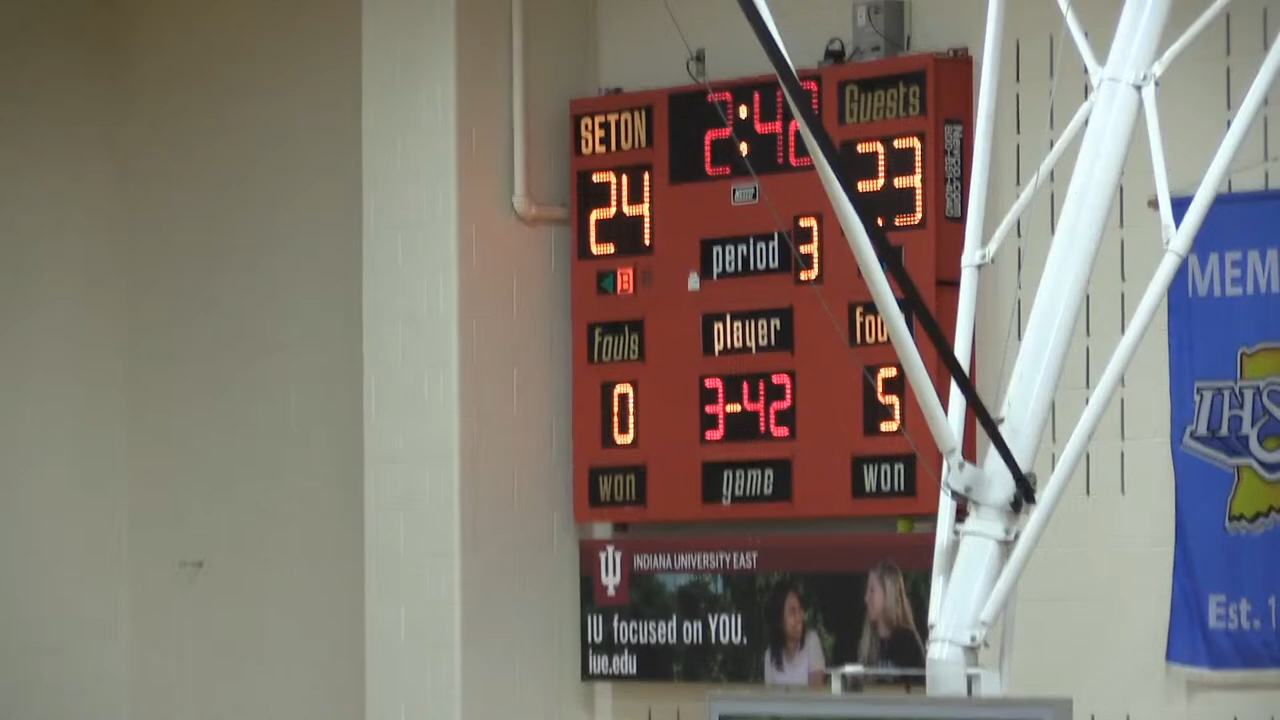 SETON
2:42
Guests
24
23
period 3
B
Fouls
player
fou
0
3-42
5
won
game
won
INDIANA UNIVERSITY EAST
IU focused on YOU.
iue.edu
MEM
IHS
Est. 1